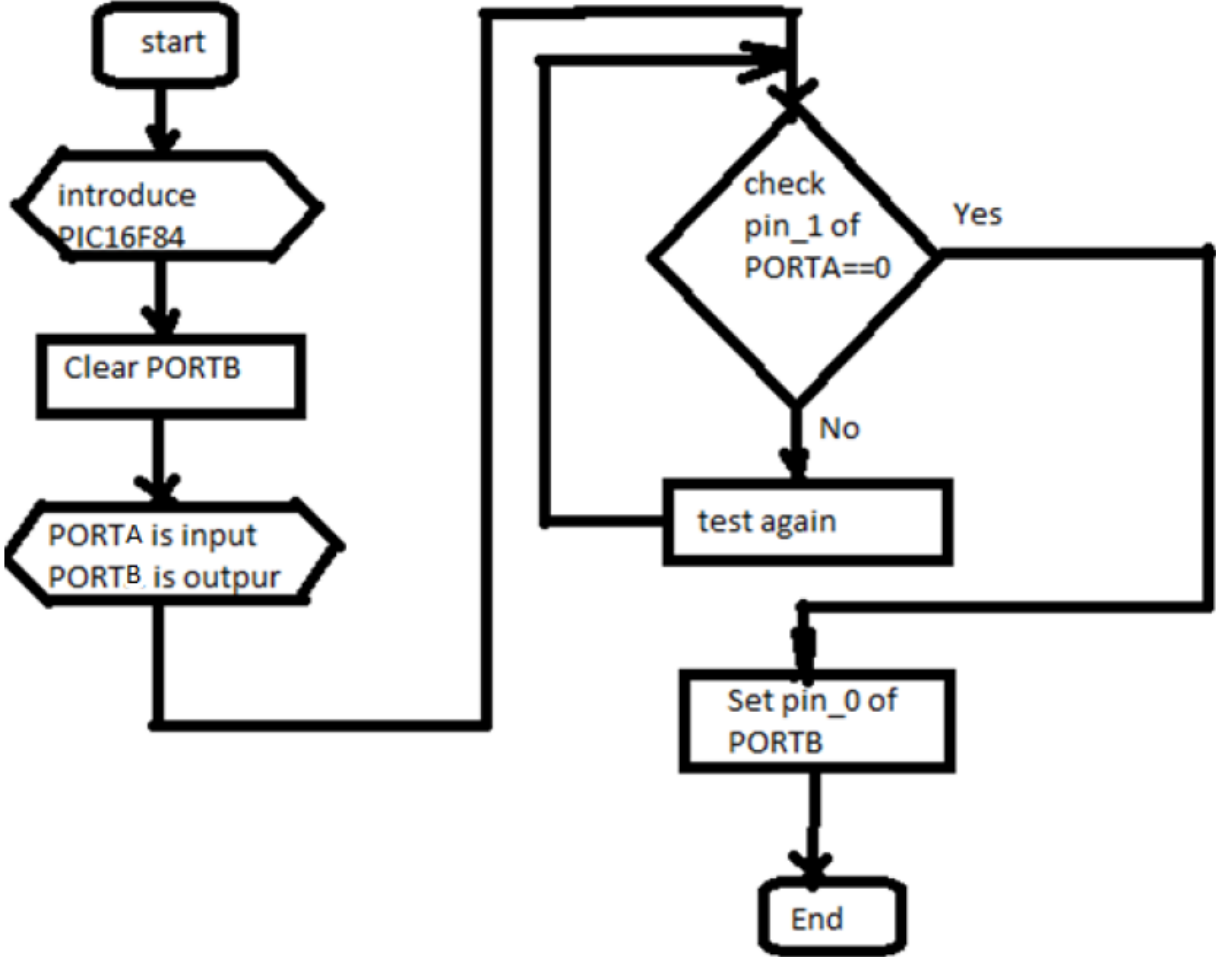 start
introduce
PIC16F84
Clear PORTB
PORTA is input
PORTB is outpur
check
pin_1 of
PORTA==0
Yes
No
test again
Set pin_0 of
PORTB
End